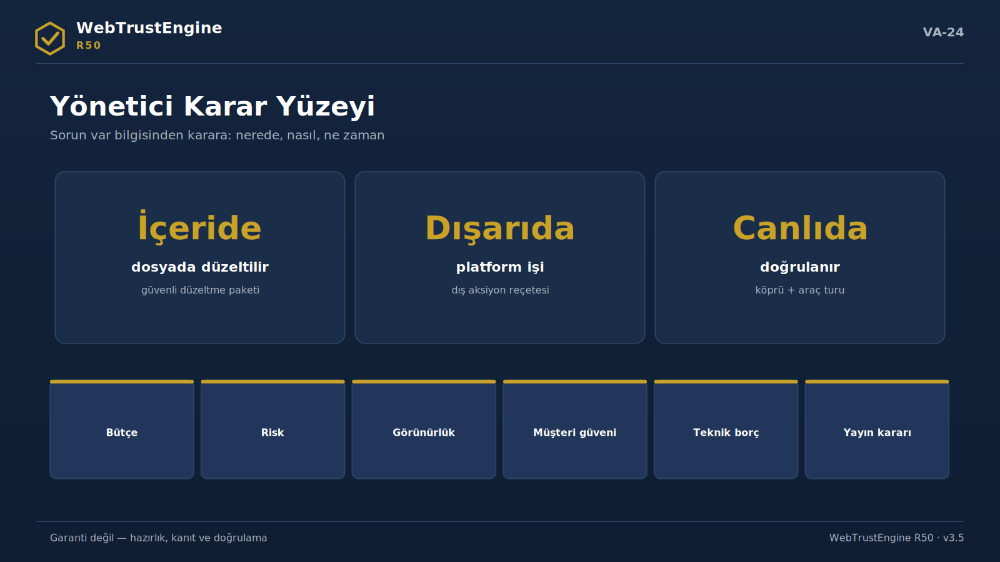 WebTrustEngine
R50
VA-24
Yönetici Karar Yüzeyi
Sorun var bilgisinden karara: nerede, nasıl, ne zaman
İçeride
dosyada düzeltilir
güvenli düzeltme paketi
Dışarıda
platform işi
dış aksiyon reçetesi
Canlıda
doğrulanır
köprü + araç turu
Bütçe
Risk
Görünürlük
Müşteri güveni
Teknik borç
Yayın kararı
Garanti değil — hazırlık, kanıt ve doğrulama
WebTrustEngine R50 · v3.5